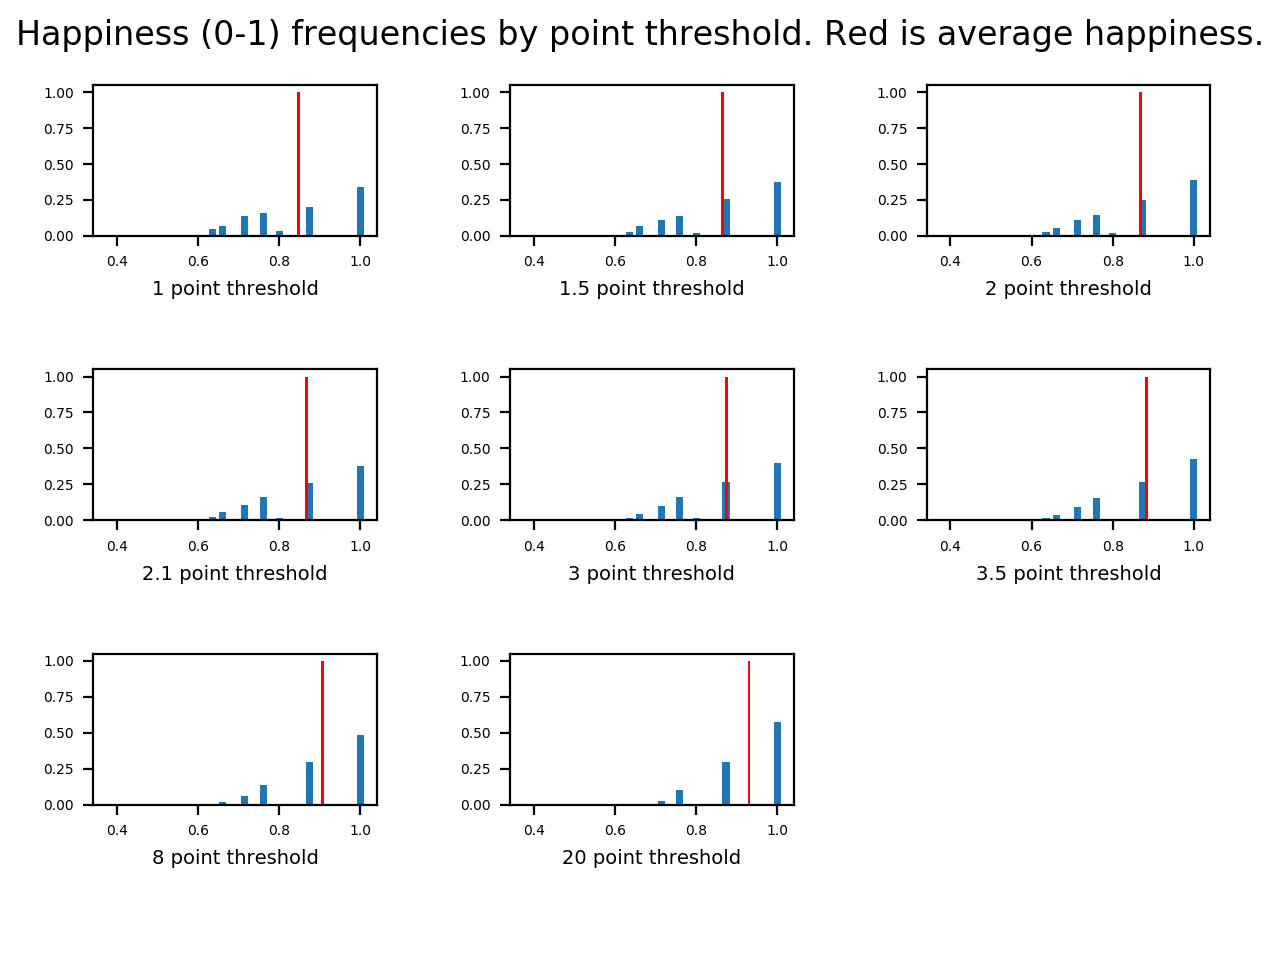 Happiness (0-1) frequencies by point threshold. Red is average happiness.
1.00 1.00 1.00
0.75 0.75 0.75
0.50 0.50 0.50
0.25 0.25 0.25
0.00 0.00 0.00
0.4 0.6 0.8 1.0 0.4 0.6 0.8 1.0 0.4 0.6 0.8 1.0
1 point threshold 1.5 point threshold 2 point threshold
1.00 1.00 1.00
0.75 0.75 0.75
0.50 0.50 0.50
0.25 0.25 0.25
0.00 0.00 0.00
0.4 0.6 0.8 1.0 0.4 0.6 0.8 1.0 0.4 0.6 0.8 1.0
2.1 point threshold 3 point threshold 3.5 point threshold
1.00 1.00
0.75 0.75
0.50 0.50
0.25 0.25
0.00 0.00
0.4 0.6 0.8 1.0 0.4 0.6 0.8 1.0
8 point threshold 20 point threshold